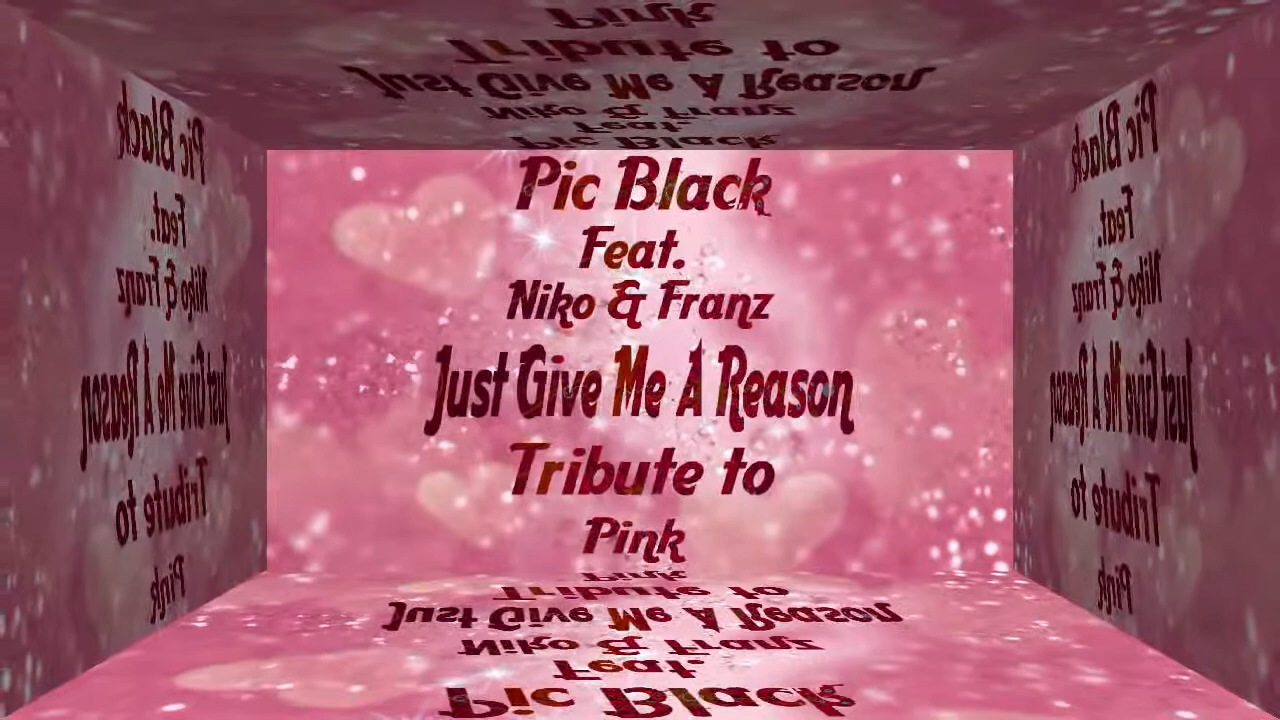 Pic Black
Feat.
Niko & Franz
Just Give Me A Reason
Tribute to
Pink